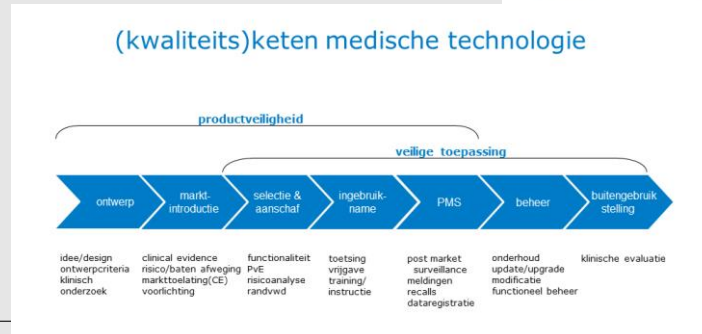 (kwaliteits)keten medische technologie
productveiligheid
veilige toepassing
ontwerp
markt-
introductie
selectie &
aanschaf
ingebruik-
name
PMS
beheer
buitengebruik
stelling
idee/design
ontwerpcriteria
klinisch
onderzoek
clinical evidence
risico/baten afweging
markttoelating(CE)
voorlichting
functionaliteit
PvE
risicoanalyse
randvwd
toetsing
vrijgave
training/
instructie
post market
surveillance
meldingen
recalls
dataregistratie
onderhoud
update/upgrade
modificatie
functioneel beheer
klinische evaluatie